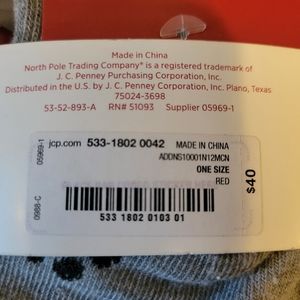 Made in China
North Pole Trading Company® is a registered trademark of
J. C. Penney Purchasing Corporation, Inc.
Distributed in the U.S. by J. C. Penney Corporation, Inc. Plano, Texas
75024-3698
53-52-893-A RN# 51093 Supplier 05969-1
05969-1
0988-C
jcp.com 533-1802 0042 MADE IN CHINA
ADDNS10001N12MCN
ONE SIZE
RED
$40
533 1802 0103 01